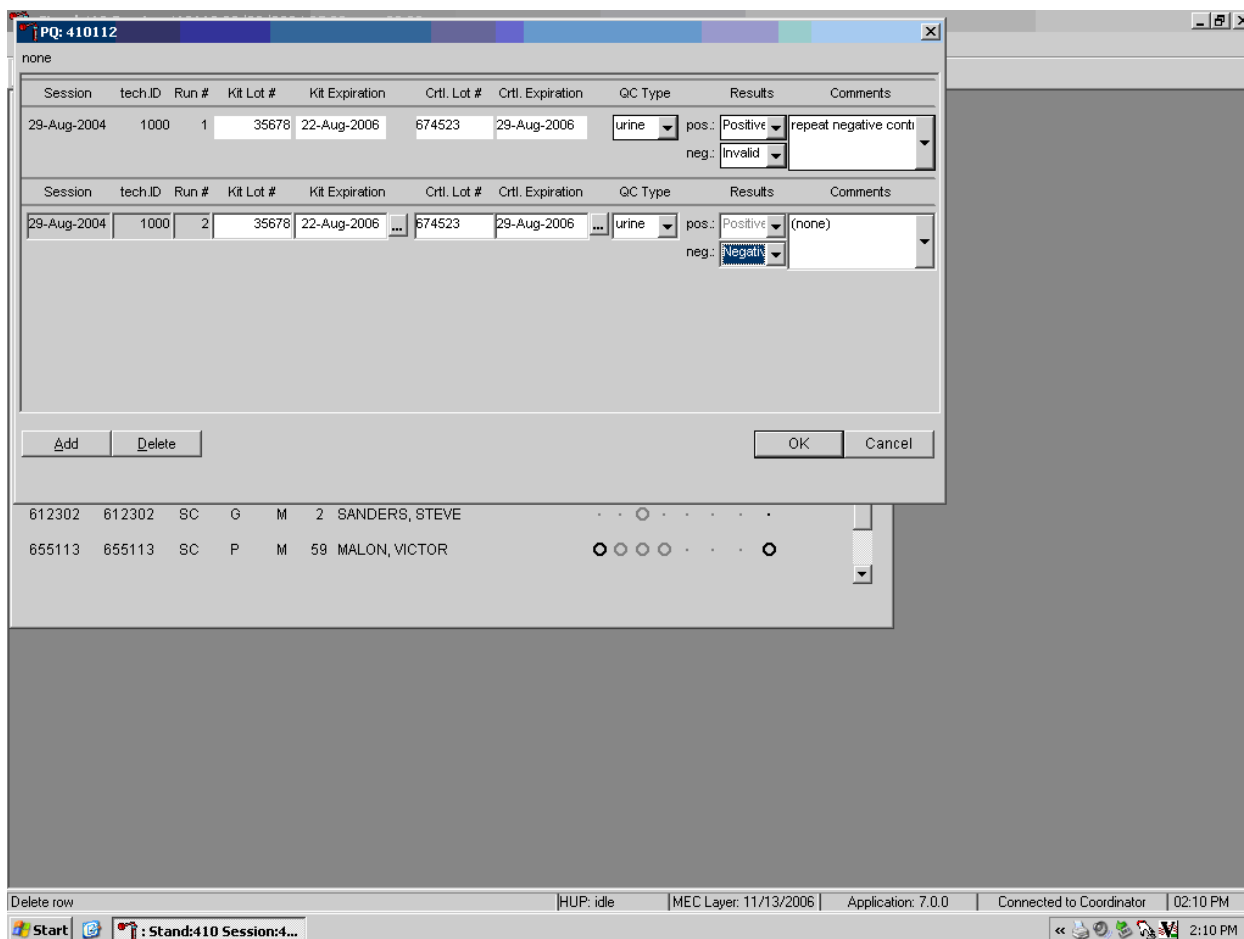 PQ: 410112
none
Session tech.ID Run # Kit Lot # Kit Expiration Crtl. Lot # Crtl. Expiration QC Type Results Comments
29-Aug-2004 1000 1 35678 22-Aug-2006 674523 29-Aug-2006 urine pos.: Positive repeat negative conti
neg.: Invalid
Session tech.ID Run # Kit Lot # Kit Expiration Crtl. Lot # Crtl. Expiration QC Type Results Comments
29-Aug-2004 1000 2 35678 22-Aug-2006 ... 674523 29-Aug-2006 ... urine pos.: Positive (none)
neg.: Negativ
Add Delete OK Cancel
612302 612302 SC G M 2 SANDERS, STEVE
655113 655113 SC P M 59 MALON, VICTOR
Delete row HUP: idle MEC Layer: 11/13/2006 Application: 7.0.0 Connected to Coordinator 02:10 PM
Start : Stand:410 Session:4... « 2:10 PM